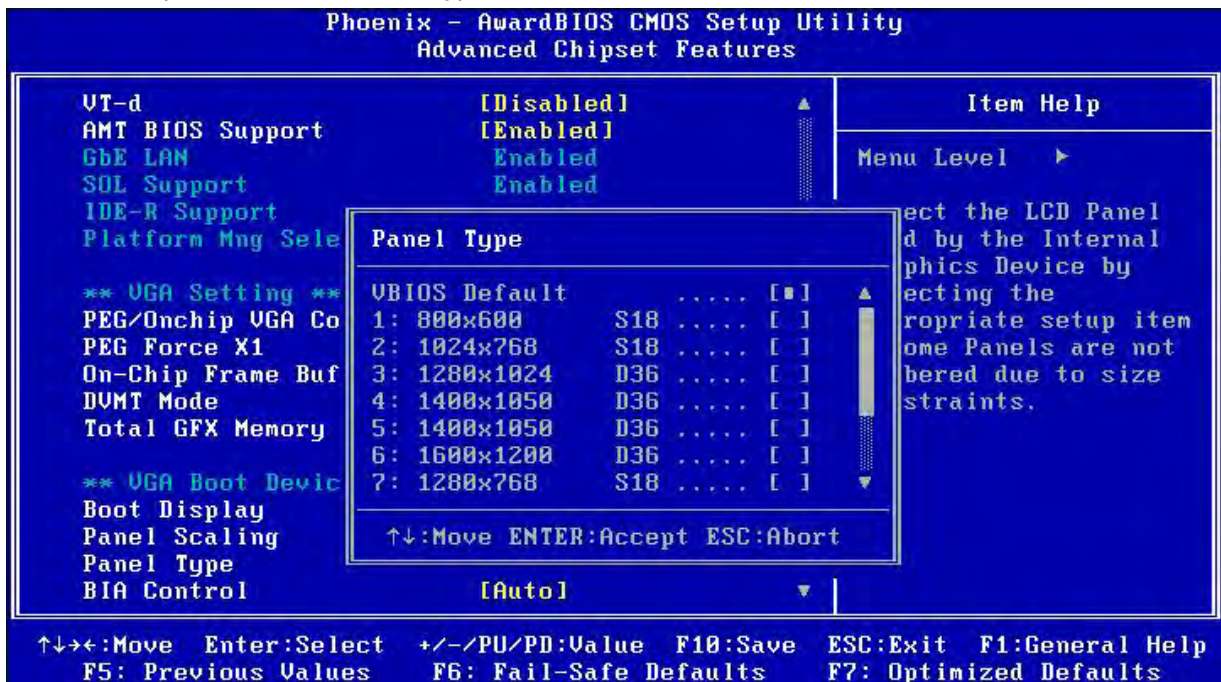 Phoenix - AwardBIOS CMOS Setup Utility
Advanced Chipset Features
VT-d [Disabled]
AMT BIOS Support [Enabled]
GbE LAN Enabled
SOL Support Enabled
IDE-R Support
Platform Mng Sele
** VGA Setting **
PEG/Onchip VGA Co
PEG Force X1
On-Chip Frame Buf
DVMT Mode
Total GFX Memory
** VGA Boot Devic
Boot Display
Panel Scaling
Panel Type
BIA Control [Auto]
Panel Type
VBIOS Default ..... [■]
1: 800x600 S18 ..... [ ]
2: 1024x768 S18 ..... [ ]
3: 1280x1024 D36 ..... [ ]
4: 1400x1050 D36 ..... [ ]
5: 1400x1050 D36 ..... [ ]
6: 1600x1200 D36 ..... [ ]
7: 1280x768 S18 ..... [ ]
↑↓:Move ENTER:Accept ESC:Abort
Item Help
Menu Level ►
ect the LCD Panel
d by the Internal
phics Device by
ecting the
ropriate setup item
ome Panels are not
bered due to size
straints.
↑↓→←:Move Enter:Select +/-/PU/PD:Value F10:Save ESC:Exit F1:General Help
F5: Previous Values F6: Fail-Safe Defaults F7: Optimized Defaults